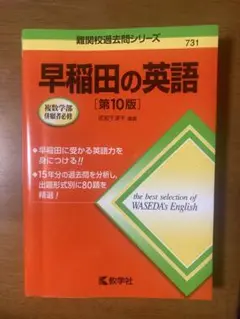 難関校過去問シリーズ
731
早稲田の英語
[第10版]
複数学部
併願者必修
早稲田に受かる英語力を
身につける!!
15年分の過去問を分析し、
出題形式別に80題を
精選!
the best selection of
WASEDA's English
教学社